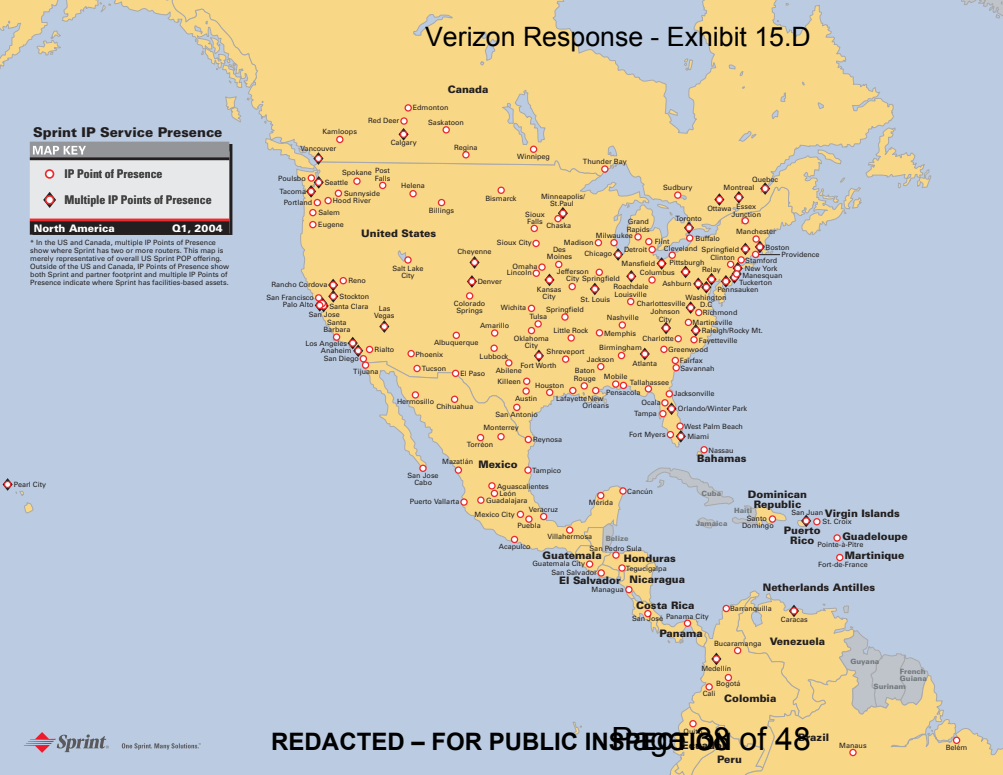 Verizon Response - Exhibit 15.D
Sprint IP Service Presence
MAP KEY
IP Point of Presence
Multiple IP Points of Presence
North America Q1, 2004
* In the US and Canada, multiple IP Points of Presence
show where Sprint has two or more routers. This map is
merely representative of overall US Sprint POP offering.
Outside of the US and Canada, IP Points of Presence show
both Sprint and partner footprint and multiple IP Points of
Presence indicate where Sprint has facilities-based assets.
Canada
Edmonton
Red Deer
Saskatoon
Kamloops
Calgary
Vancouver
Regina
Winnipeg
Thunder Bay
Sudbury
Quebec
Montreal
Ottawa
Essex
Junction
Toronto
Poulsbo
Seattle
Spokane
Post
Falls
Tacoma
Sunnyside
Portland
Hood River
Helena
Billings
Bismarck
Salem
Eugene
Minneapolis/
St.Paul
Sioux
Falls
Chaska
United States
Grand
Rapids
Milwaukee
Flint
Buffalo
Manchester
Sioux City
Madison
Detroit
Cleveland
Springfield
Boston
Providence
Des
Moines
Chicago
Mansfield
Pittsburgh
Clinton
Stamford
New York
Manesquan
Tuckerton
Pennsauken
Cheyenne
Salt Lake
City
Omaha
Lincoln
Jefferson
City
Springfield
Columbus
Relay
Ashburn
Rancho Cordova
Reno
Denver
Kansas
City
St. Louis
Roachdale
Louisville
Washington
D.C
San Francisco
Stockton
Palo Alto
Santa Clara
San Jose
Colorado
Springs
Wichita
Springfield
Charlottesville
Richmond
Las
Vegas
Tulsa
Nashville
Johnson
City
Martinsville
Raleigh/Rocky Mt.
Santa
Barbara
Amarillo
Oklahoma
City
Little Rock
Memphis
Charlotte
Fayetteville
Los Angeles
Anaheim
Rialto
San Diego
Phoenix
Albuquerque
Lubbock
Shreveport
Birmingham
Greenwood
Tijuana
Tucson
El Paso
Abilene
Fort Worth
Jackson
Atlanta
Fairfax
Savannah
Killeen
Houston
Baton
Rouge
Mobile
Tallahassee
Hermosillo
Chihuahua
Austin
Lafayette
New
Orleans
Pensacola
Jacksonville
San Antonio
Ocala
Orlando/Winter Park
Tampa
Monterrey
Reynosa
West Palm Beach
Torreon
Fort Myers
Miami
Nassau
Bahamas
Mazatlán
Mexico
Tampico
San Jose
Cabo
Pearl City
Aguascalientes
León
Cancún
Cuba
Dominican
Republic
Puerto Vallarta
Guadalajara
Merida
Haiti
Mexico City
Veracruz
Puebla
Jamaica
Santo
Domingo
San Juan
Virgin Islands
St. Croix
Acapulco
Villahermosa
Belize
Puerto
Rico
Guadeloupe
Pointe-à-Pitre
San Pedro Sula
Guatemala
Honduras
Martinique
Guatemala City
Tegucigalpa
Fort-de-France
San Salvador
El Salvador
Nicaragua
Managua
Netherlands Antilles
Costa Rica
San José
Panama City
Barranquilla
Caracas
Panama
Venezuela
Bucaramanga
Guyana
French
Guiana
Surinam
Medellín
Bogotá
Cali
Colombia
Sprint
One Sprint. Many Solutions.
REDACTED – FOR PUBLIC INSPECTION
Page 38 of 48
Quito
Ecuador
Brazil
Manaus
Belém
Peru